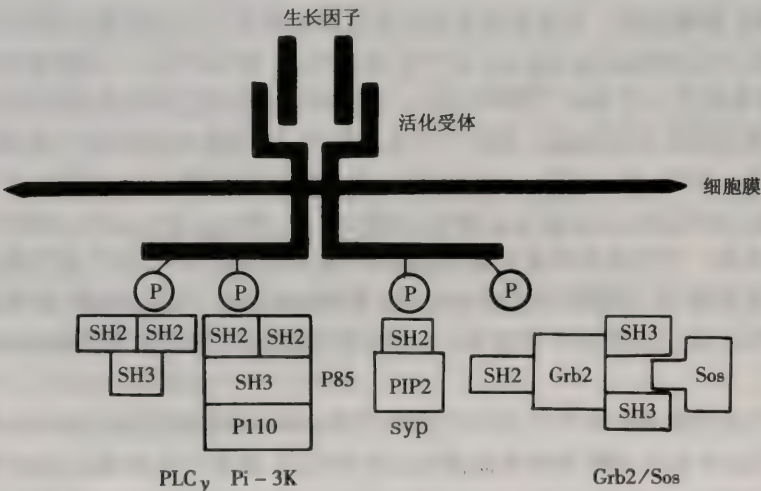 生长因子
活化受体
细胞膜
P P P P
SH2 SH2 SH2 SH2 SH2 SH3
SH3 SH3 P85 PIP2 SH2 Grb2 Sos
P110 syp SH3
PLCγ Pi-3K Grb2/Sos